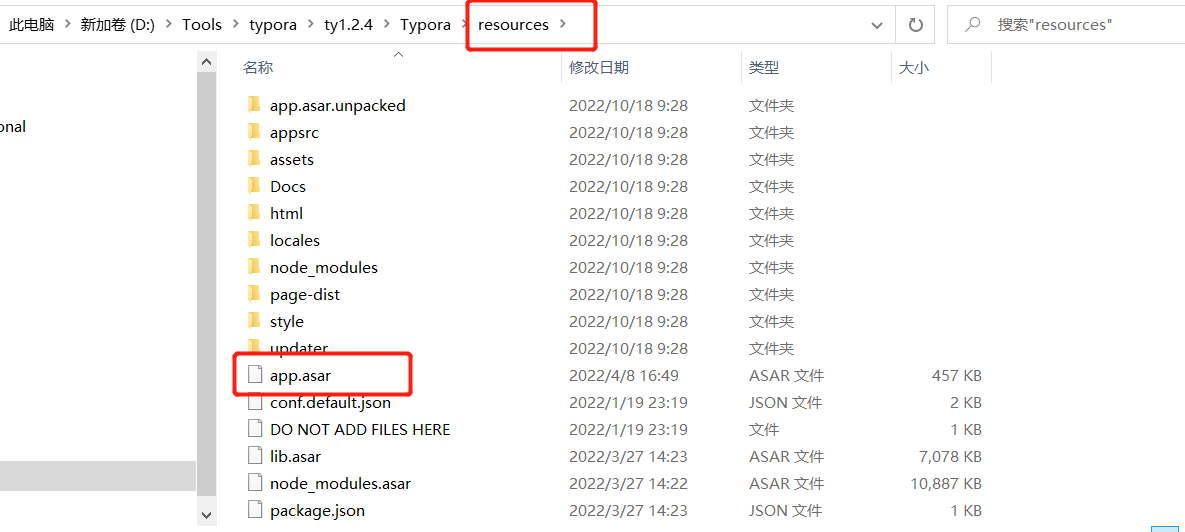 此电脑 > 新加卷 (D:) > Tools > typora > ty1.2.4 > Typora > resources >
搜索"resources"
名称 修改日期 类型 大小
onal
app.asar.unpacked 2022/10/18 9:28 文件夹
appsrc 2022/10/18 9:28 文件夹
assets 2022/10/18 9:28 文件夹
Docs 2022/10/18 9:28 文件夹
html 2022/10/18 9:28 文件夹
locales 2022/10/18 9:28 文件夹
node_modules 2022/10/18 9:28 文件夹
page-dist 2022/10/18 9:28 文件夹
style 2022/10/18 9:28 文件夹
updater 2022/10/18 9:28 文件夹
app.asar 2022/4/8 16:49 ASAR 文件 457 KB
conf.default.json 2022/1/19 23:19 JSON 文件 2 KB
DO NOT ADD FILES HERE 2022/1/19 23:19 文件 1 KB
lib.asar 2022/3/27 14:23 ASAR 文件 7,078 KB
node_modules.asar 2022/3/27 14:22 ASAR 文件 10,887 KB
package.json 2022/3/27 14:23 JSON 文件 1 KB